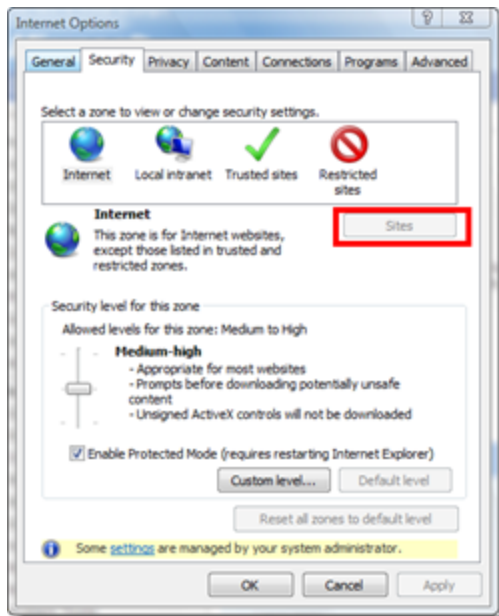 Internet Options
General Security Privacy Content Connections Programs Advanced
Select a zone to view or change security settings.
Internet Local intranet Trusted sites Restricted
sites
Internet
Sites
This zone is for Internet websites,
except those listed in trusted and
restricted zones.
Security level for this zone
Allowed levels for this zone: Medium to High
Medium-high
- Appropriate for most websites
- Prompts before downloading potentially unsafe
content
- Unsigned ActiveX controls will not be downloaded
Enable Protected Mode (requires restarting Internet Explorer)
Custom level... Default level
Reset all zones to default level
Some settings are managed by your system administrator.
OK Cancel Apply